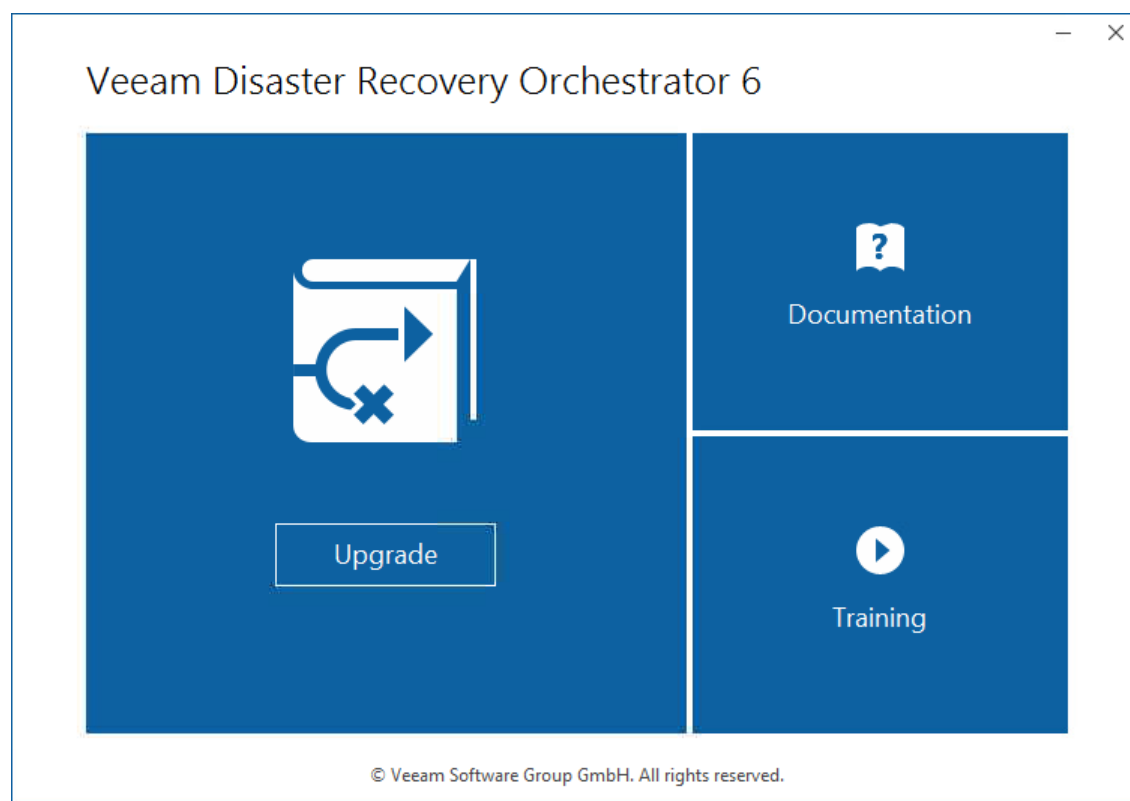 Veeam Disaster Recovery Orchestrator 6
Upgrade
?
Documentation
Training
© Veeam Software Group GmbH. All rights reserved.